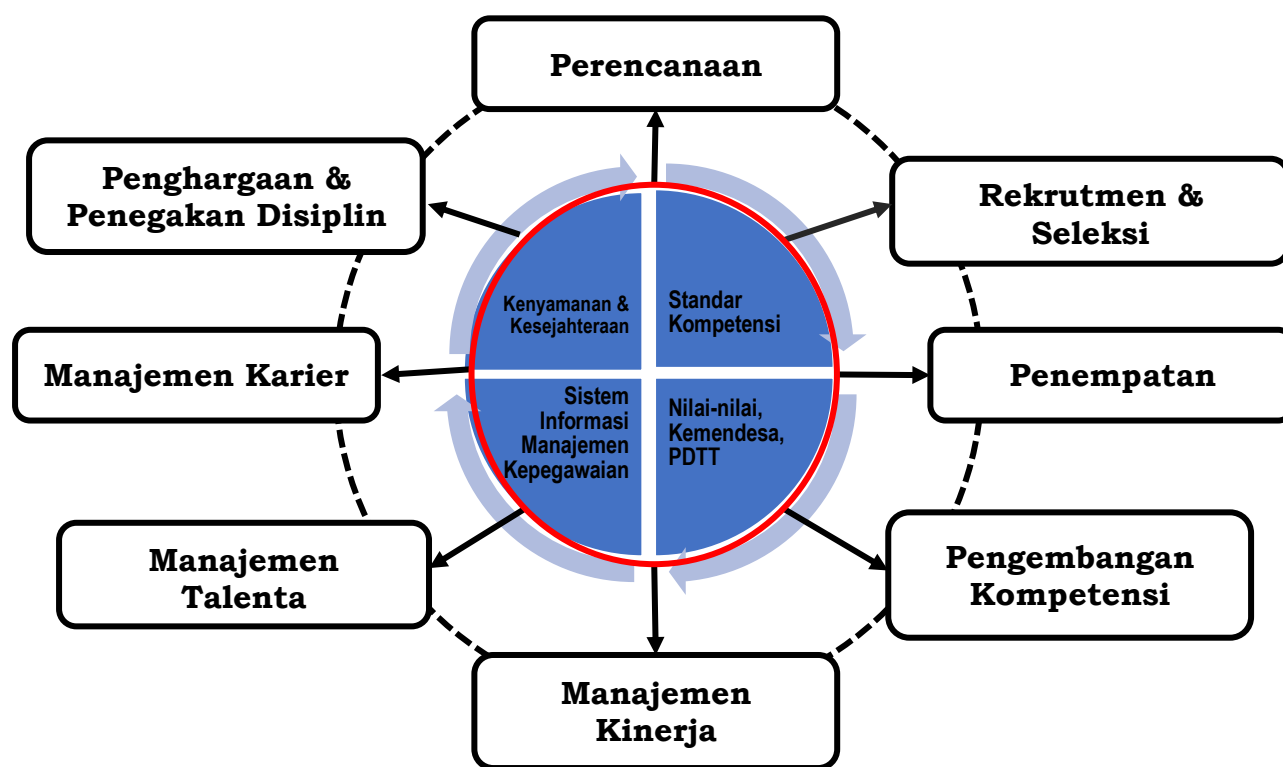 Perencanaan
Rekrutmen &
Seleksi
Penempatan
Pengembangan
Kompetensi
Manajemen
Kinerja
Manajemen
Talenta
Manajemen Karier
Penghargaan &
Penegakan Disiplin
Kenyamanan &
Kesejahteraan
Standar
Kompetensi
Sistem
Informasi
Manajemen
Kepegawaian
Nilai-nilai,
Kemendesa,
PDTT